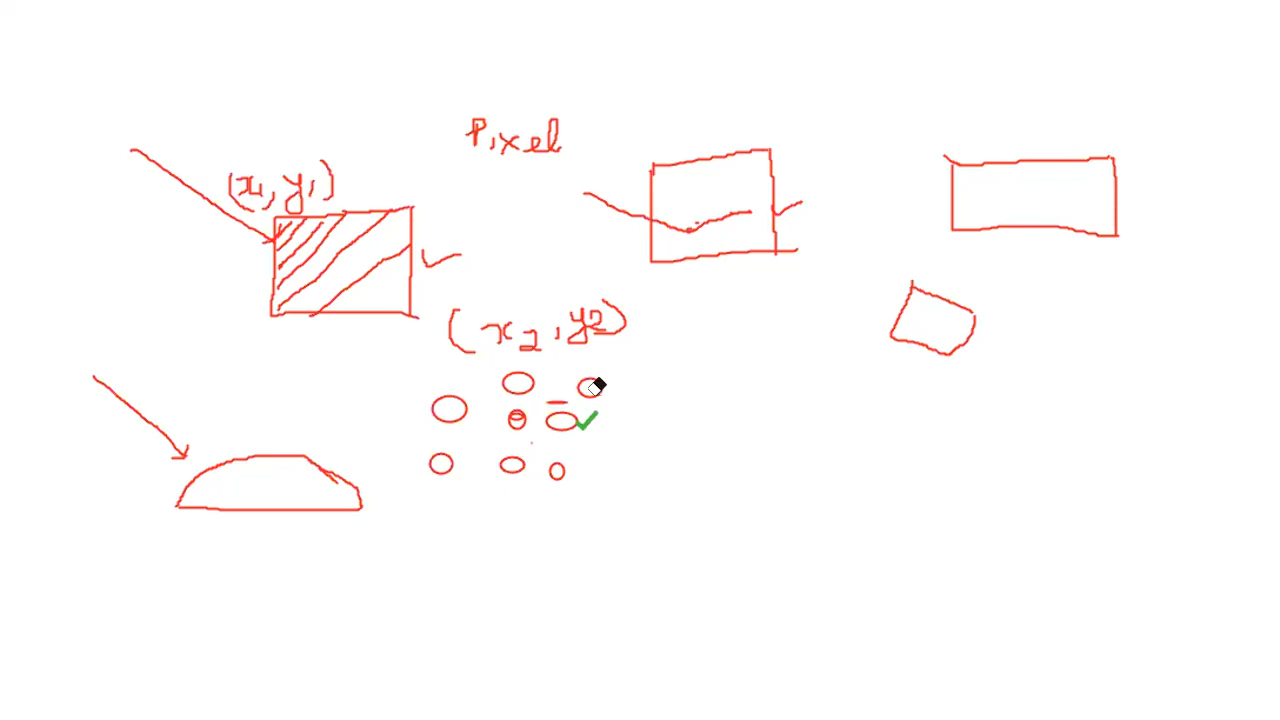 Pixel
(x1, y1)
(x2, y2)